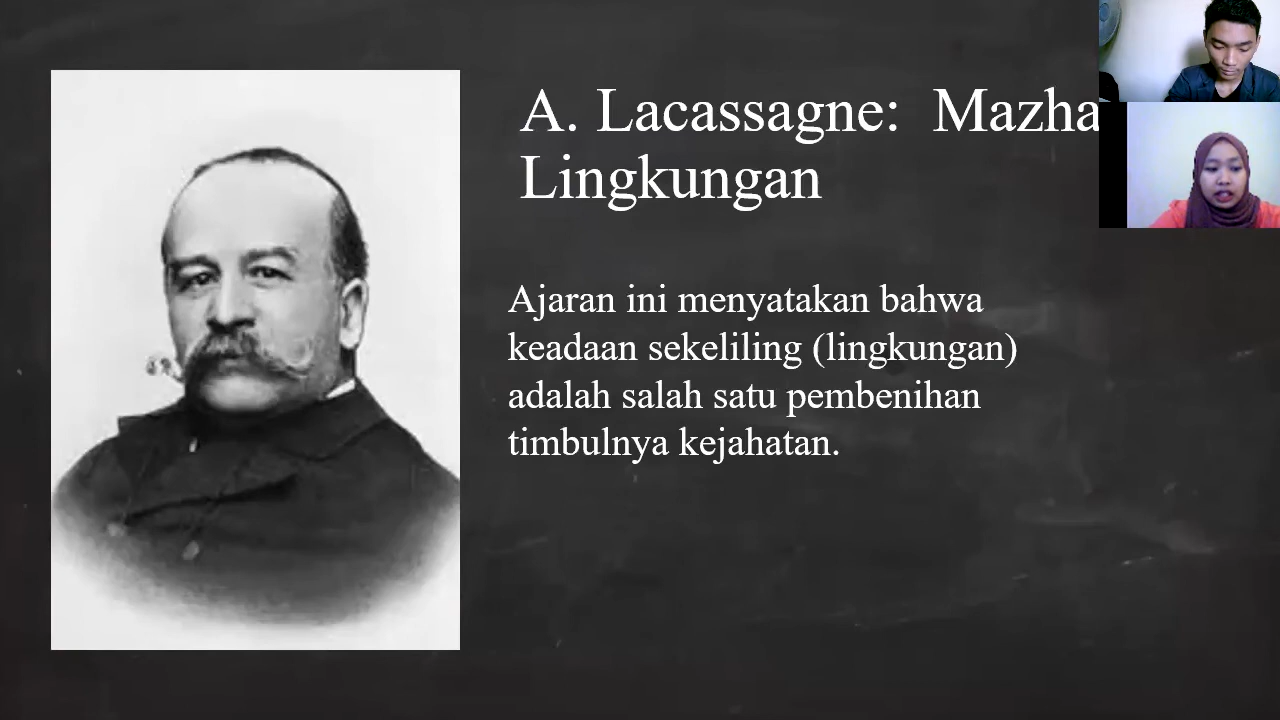 A. Lacassagne: Mazha
Lingkungan
Ajaran ini menyatakan bahwa
keadaan sekeliling (lingkungan)
adalah salah satu pembenihan
timbulnya kejahatan.